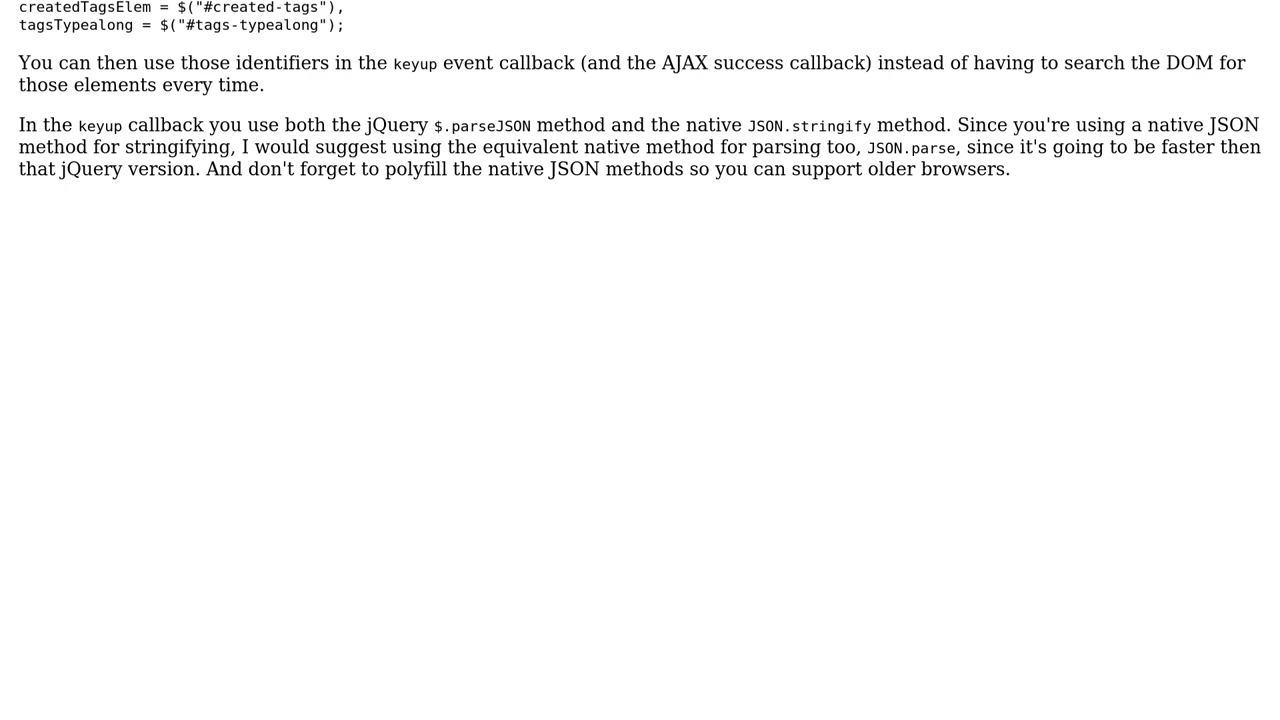 createdTagsElem = $("#created-tags"),
tagsTypealong = $("#tags-typealong");
You can then use those identifiers in the keyup event callback (and the AJAX success callback) instead of having to search the DOM for
those elements every time.
In the keyup callback you use both the jQuery $.parseJSON method and the native JSON.stringify method. Since you're using a native JSON
method for stringifying, I would suggest using the equivalent native method for parsing too, JSON.parse, since it's going to be faster then
that jQuery version. And don't forget to polyfill the native JSON methods so you can support older browsers.